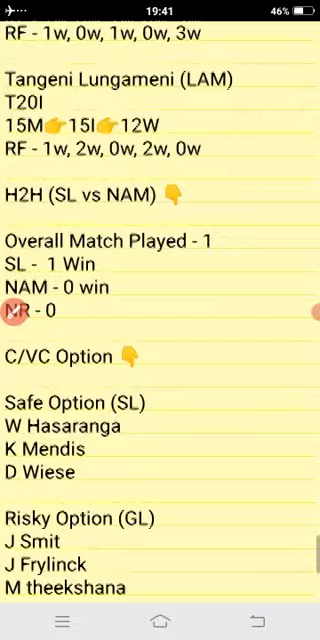 19:41
46%
RF - 1w, 0w, 1w, 0w, 3w
Tangeni Lungameni (LAM)
T20I
15M👉15I👉12W
RF - 1w, 2w, 0w, 2w, 0w
H2H (SL vs NAM) 👇
Overall Match Played - 1
SL - 1 Win
NAM - 0 win
NR - 0
C/VC Option 👇
Safe Option (SL)
W Hasaranga
K Mendis
D Wiese
Risky Option (GL)
J Smit
J Frylinck
M theekshana